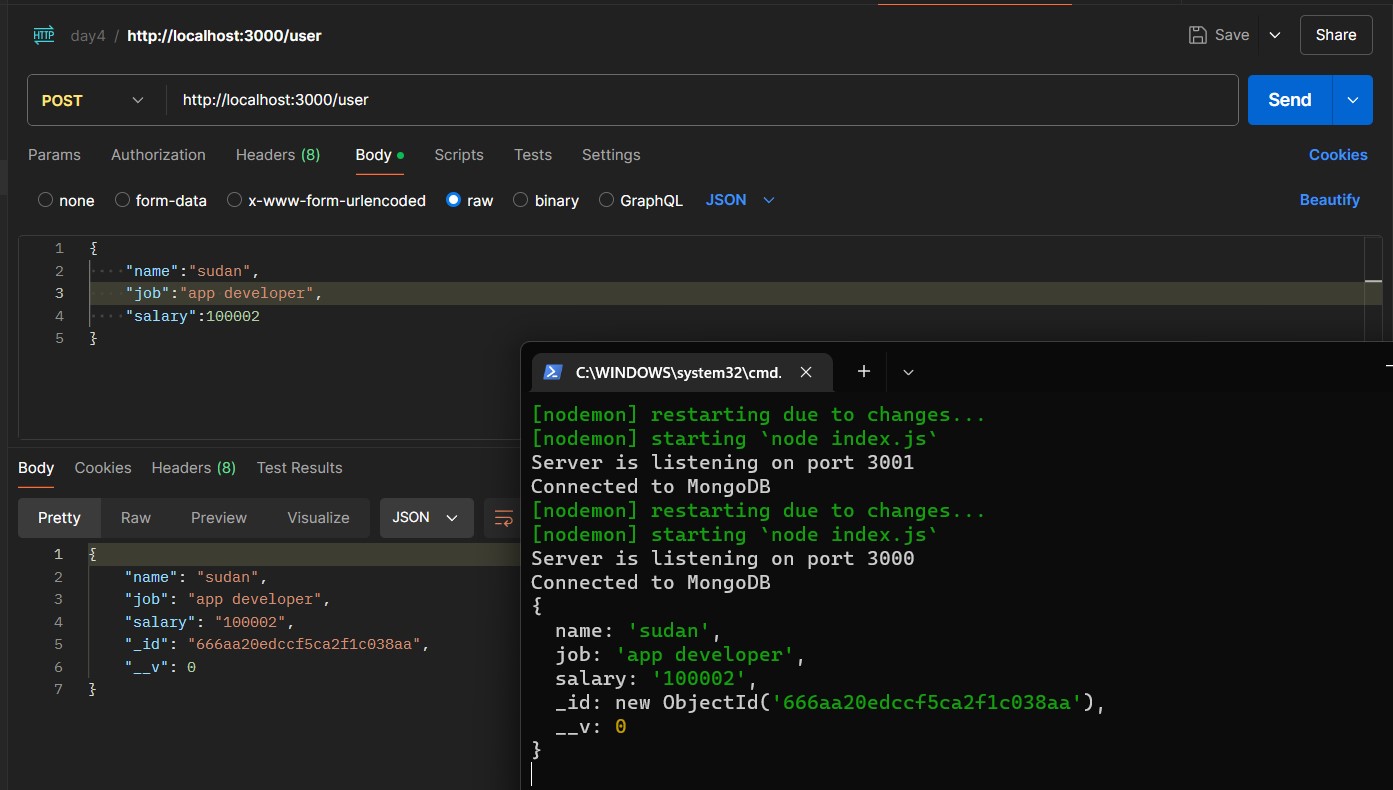 HTTP day4 / http://localhost:3000/user Save Share
POST http://localhost:3000/user Send
Params Authorization Headers (8) Body Scripts Tests Settings Cookies
none form-data x-www-form-urlencoded raw binary GraphQL JSON Beautify
1 {
2 ····"name":"sudan",
3 ····"job":"app developer",
4 ····"salary":100002
5 }
Body Cookies Headers (8) Test Results
Pretty Raw Preview Visualize JSON
1 {
2 "name": "sudan",
3 "job": "app developer",
4 "salary": "100002",
5 "_id": "666aa20edccf5ca2f1c038aa",
6 "__v": 0
7 }
C:\WINDOWS\system32\cmd.
[nodemon] restarting due to changes...
[nodemon] starting `node index.js`
Server is listening on port 3001
Connected to MongoDB
[nodemon] restarting due to changes...
[nodemon] starting `node index.js`
Server is listening on port 3000
Connected to MongoDB
{
name: 'sudan',
job: 'app developer',
salary: '100002',
_id: new ObjectId('666aa20edccf5ca2f1c038aa'),
__v: 0
}